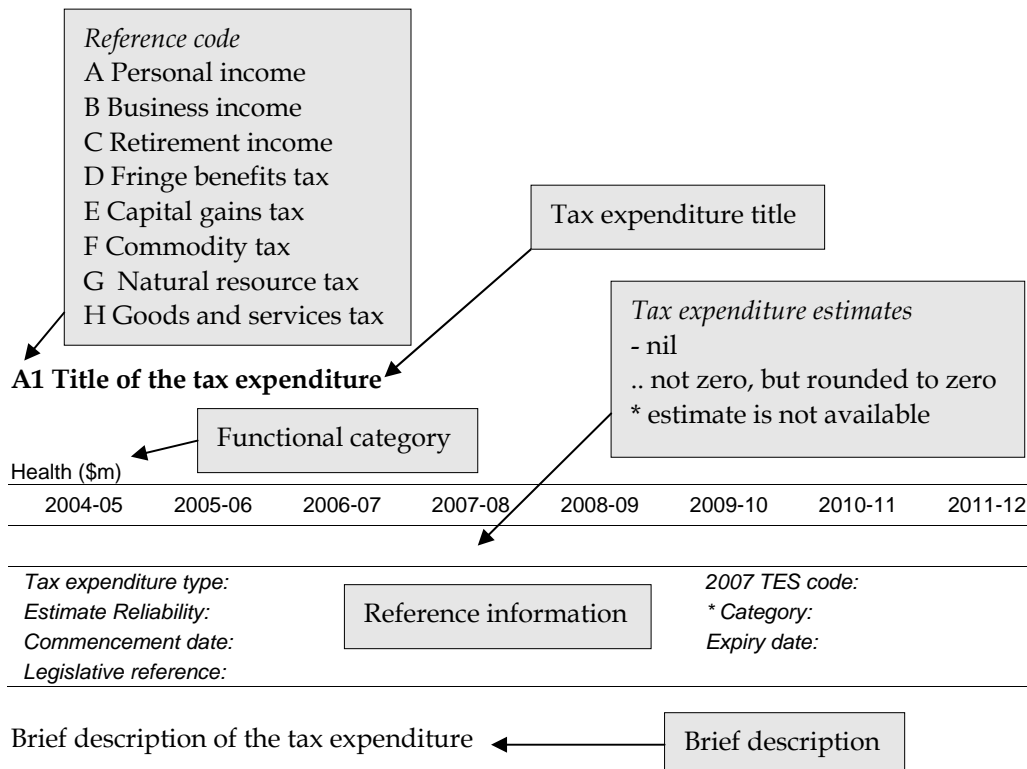 Reference code
A Personal income
B Business income
C Retirement income
D Fringe benefits tax
E Capital gains tax
F Commodity tax
G Natural resource tax
H Goods and services tax
Tax expenditure title
Tax expenditure estimates
- nil
.. not zero, but rounded to zero
* estimate is not available
A1 Title of the tax expenditure
Functional category
Health ($m)
2004-05 2005-06 2006-07 2007-08 2008-09 2009-10 2010-11 2011-12
Tax expenditure type: 2007 TES code:
Estimate Reliability: * Category:
Commencement date: Expiry date:
Legislative reference:
Reference information
Brief description of the tax expenditure
Brief description